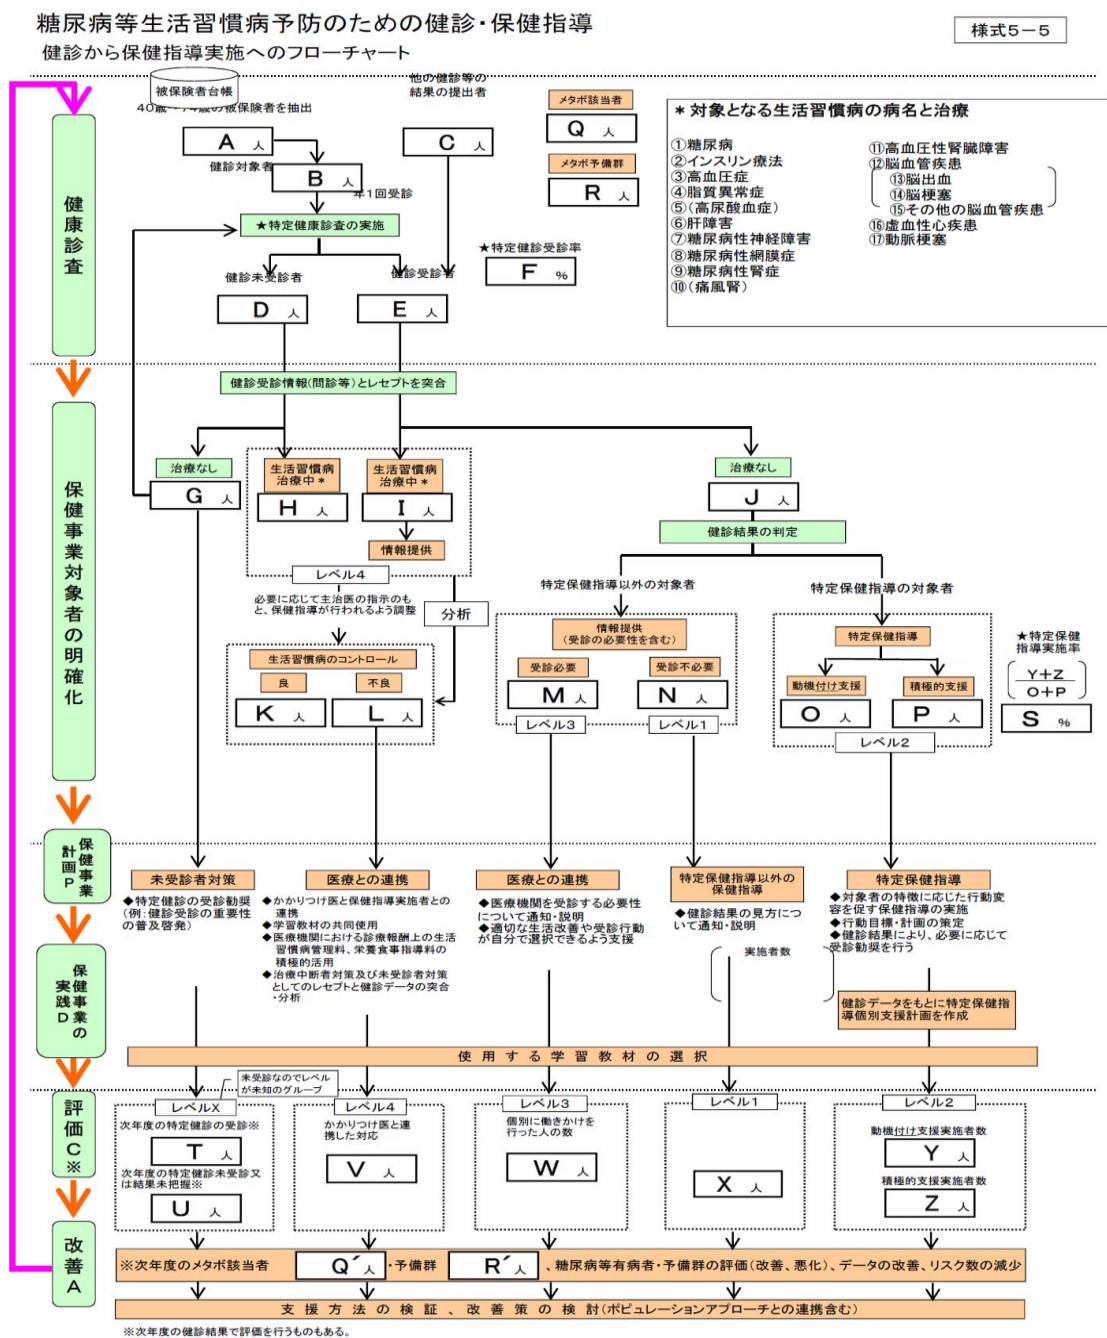 糖尿病等生活習慣病予防のための健診・保健指導
様式5－5
健診から保健指導実施へのフローチャート
被保険者台帳
40歳～74歳の被保険者を抽出
他の健診等の
結果の提出者
A 人
C 人
健診対象者
B 人
年1回受診
メタボ該当者
Q 人
メタボ予備群
R 人
＊対象となる生活習慣病の病名と治療
①糖尿病
②インスリン療法
③高血圧症
④脂質異常症
⑤(高尿酸血症)
⑥肝障害
⑦糖尿病性神経障害
⑧糖尿病性網膜症
⑨糖尿病性腎症
⑩(痛風腎)
⑪高血圧性腎臓障害
⑫脳血管疾患
⑬脳出血
⑭脳梗塞
⑮その他の脳血管疾患
⑯虚血性心疾患
⑰動脈梗塞
健康診査
★特定健康診査の実施
★特定健診受診率
F %
健診未受診者
健診受診者
D 人
E 人
健診受診情報(問診等)とレセプトを突合
保健事業対象者の明確化
治療なし
G 人
生活習慣病
治療中＊
H 人
生活習慣病
治療中＊
I 人
情報提供
レベル4
治療なし
J 人
健診結果の判定
必要に応じて主治医の指示のも
と、保健指導が行われるよう調整
分析
生活習慣病のコントロール
良
不良
K 人
L 人
特定保健指導以外の対象者
情報提供
(受診の必要性を含む)
受診必要
受診不必要
M 人
N 人
レベル3
レベル1
特定保健指導の対象者
特定保健指導
動機付け支援
積極的支援
O 人
P 人
レベル2
★特定保健
指導実施率
Y+Z
O+P
S %
保健事業
計画P
未受診者対策
◆特定健診の受診勧奨
(例:健診受診の重要性
の普及啓発)
医療との連携
◆かかりつけ医と保健指導実施者との
連携
◆学習教材の共同使用
◆医療機関における診療報酬上の生活
習慣病管理料、栄養食事指導料の
積極的活用
◆治療中断者対策及び未受診者対策
としてのレセプトと健診データの突合
・分析
医療との連携
◆医療機関を受診する必要性
について通知・説明
◆適切な生活改善や受診行動
が自分で選択できるよう支援
特定保健指導以外の
保健指導
◆健診結果の見方につ
いて通知・説明
実施者数
特定保健指導
◆対象者の特徴に応じた行動変
容を促す保健指導の実施
◆行動目標・計画の策定
◆健診結果により、必要に応じて
受診勧奨を行う
健診データをもとに特定保健指
導個別支援計画を作成
保健事業の
実践D
使用する学習教材の選択
評価C※
未受診なのでレベル
が未知のグループ
レベルX
次年度の特定健診の受診※
T 人
次年度の特定健診未受診又
は結果未把握※
U 人
レベル4
かかりつけ医と連
携した対応
V 人
レベル3
個別に働きかけを
行った人の数
W 人
レベル1
X 人
レベル2
動機付け支援実施者数
Y 人
積極的支援実施者数
Z 人
改善A
※次年度のメタボ該当者 Q´人 ・予備群 R´人 、糖尿病等有病者・予備群の評価(改善、悪化)、データの改善、リスク数の減少
支援方法の検証、改善策の検討(ポピュレーションアプローチとの連携含む)
※次年度の健診結果で評価を行うものもある。